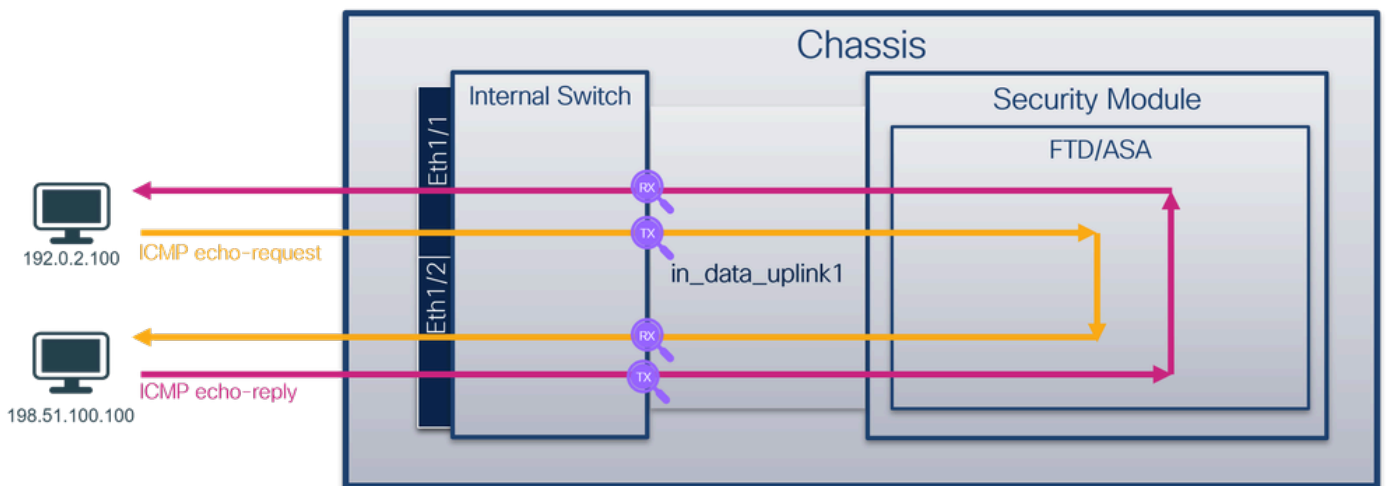 Chassis
Internal Switch
Security Module
FTD/ASA
Eth1/1
RX
192.0.2.100
ICMP echo-request
TX
in_data_uplink1
Eth1/2
RX
198.51.100.100
ICMP echo-reply
TX